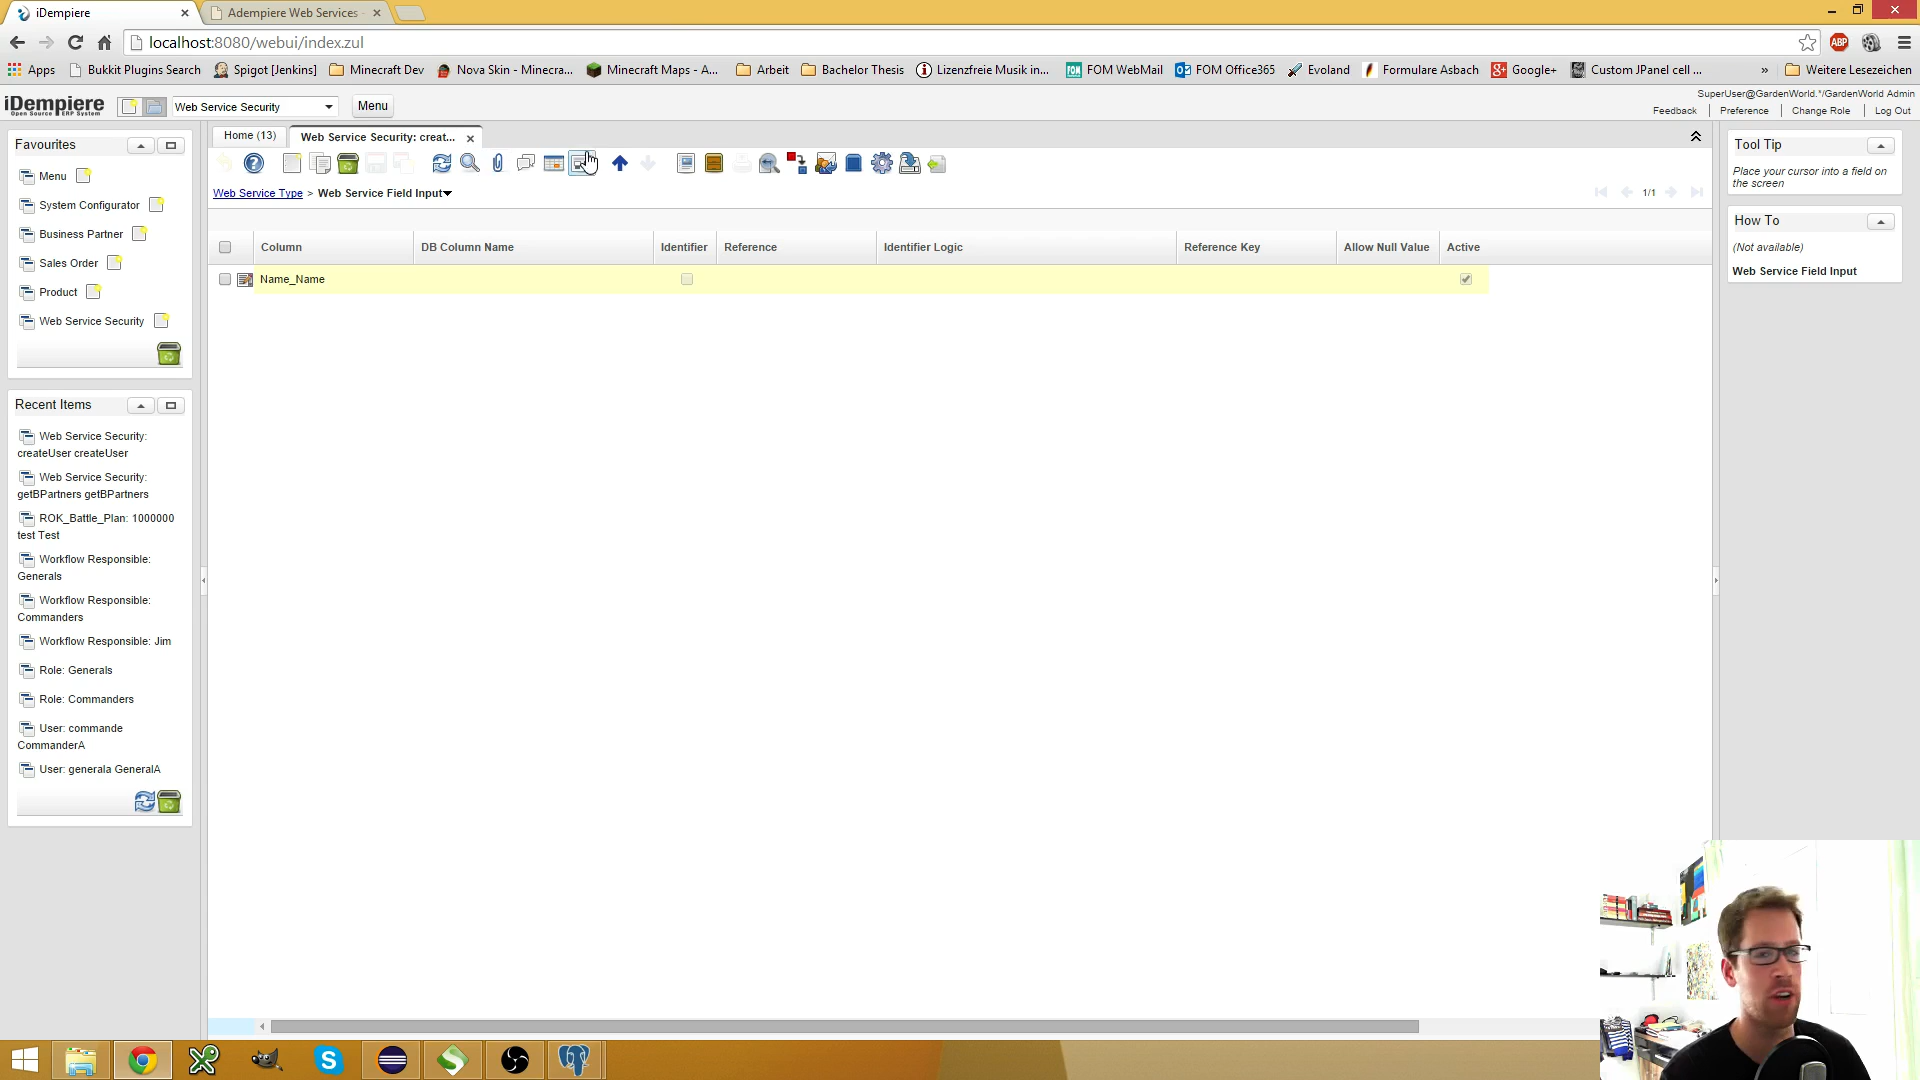 iDempiere
Adempiere Web Services
localhost:8080/webui/index.zul
Apps
Bukkit Plugins Search
Spigot [Jenkins]
Minecraft Dev
Nova Skin - Minecra...
Minecraft Maps - A...
Arbeit
Bachelor Thesis
Lizenzfreie Musik in...
FOM WebMail
FOM Office365
Evoland
Formulare Asbach
Google+
Custom JPanel cell ...
»
Weitere Lesezeichen
iDempiere
Open Source ERP System
Web Service Security
Menu
SuperUser@GardenWorld.*/GardenWorld Admin
Feedback | Preference | Change Role | Log Out
Favourites
Menu
System Configurator
Business Partner
Sales Order
Product
Web Service Security
Recent Items
Web Service Security:
createUser createUser
Web Service Security:
getBPartners getBPartners
ROK_Battle_Plan: 1000000
test Test
Workflow Responsible:
Generals
Workflow Responsible:
Commanders
Workflow Responsible: Jim
Role: Generals
Role: Commanders
User: commande
CommanderA
User: generala GeneralA
Home (13)
Web Service Security: creat...
Web Service Type > Web Service Field Input
1/1
Column
DB Column Name
Identifier
Reference
Identifier Logic
Reference Key
Allow Null Value
Active
Name_Name
Tool Tip
Place your cursor into a field on
the screen
How To
(Not available)
Web Service Field Input
ABP